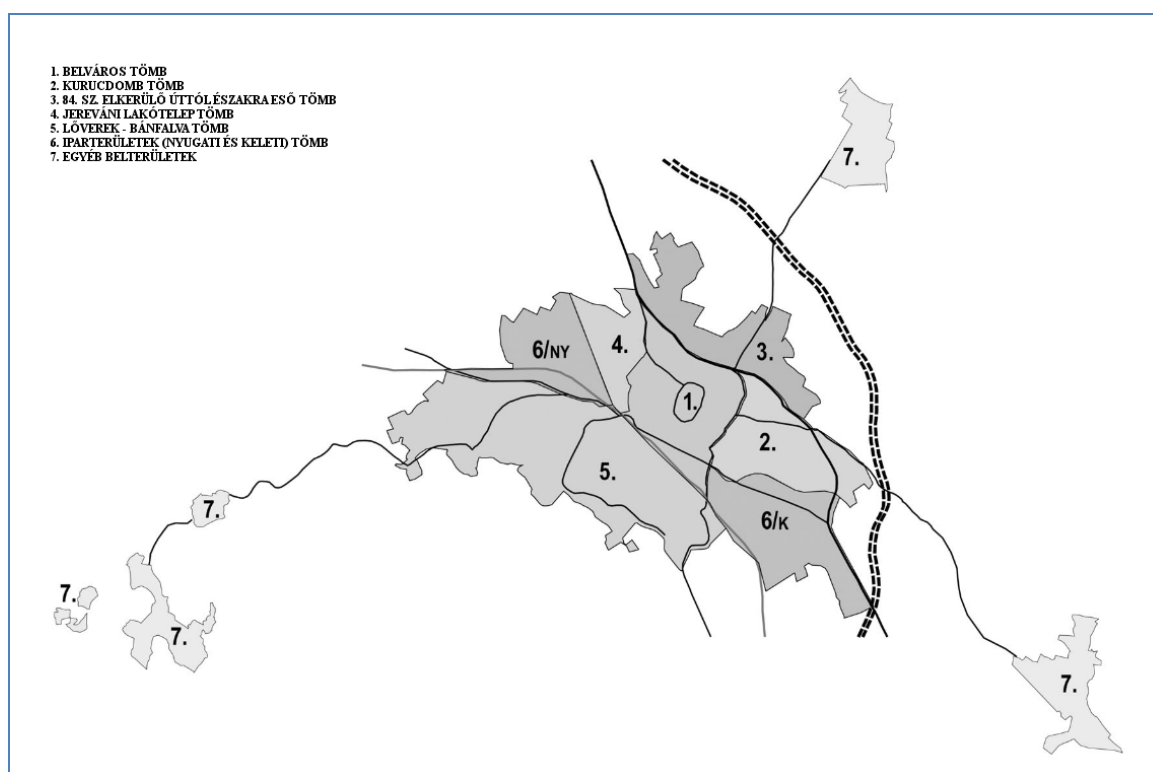 1. BELVÁROS TÖMB
2. KURUCDOMB TÖMB
3. 84. SZ. ELKERÜLŐ ÚTTÓL ÉSZAKRA ESŐ TÖMB
4. JEREVÁNI LAKÓTELEP TÖMB
5. LŐVEREK - BÁNFALVA TÖMB
6. IPARTERÜLETEK (NYUGATI ÉS KELETI) TÖMB
7. EGYÉB BELTERÜLETEK
7.
6/NY
4.
3.
1.
2.
5.
6/K
7.
7.
7.
7.